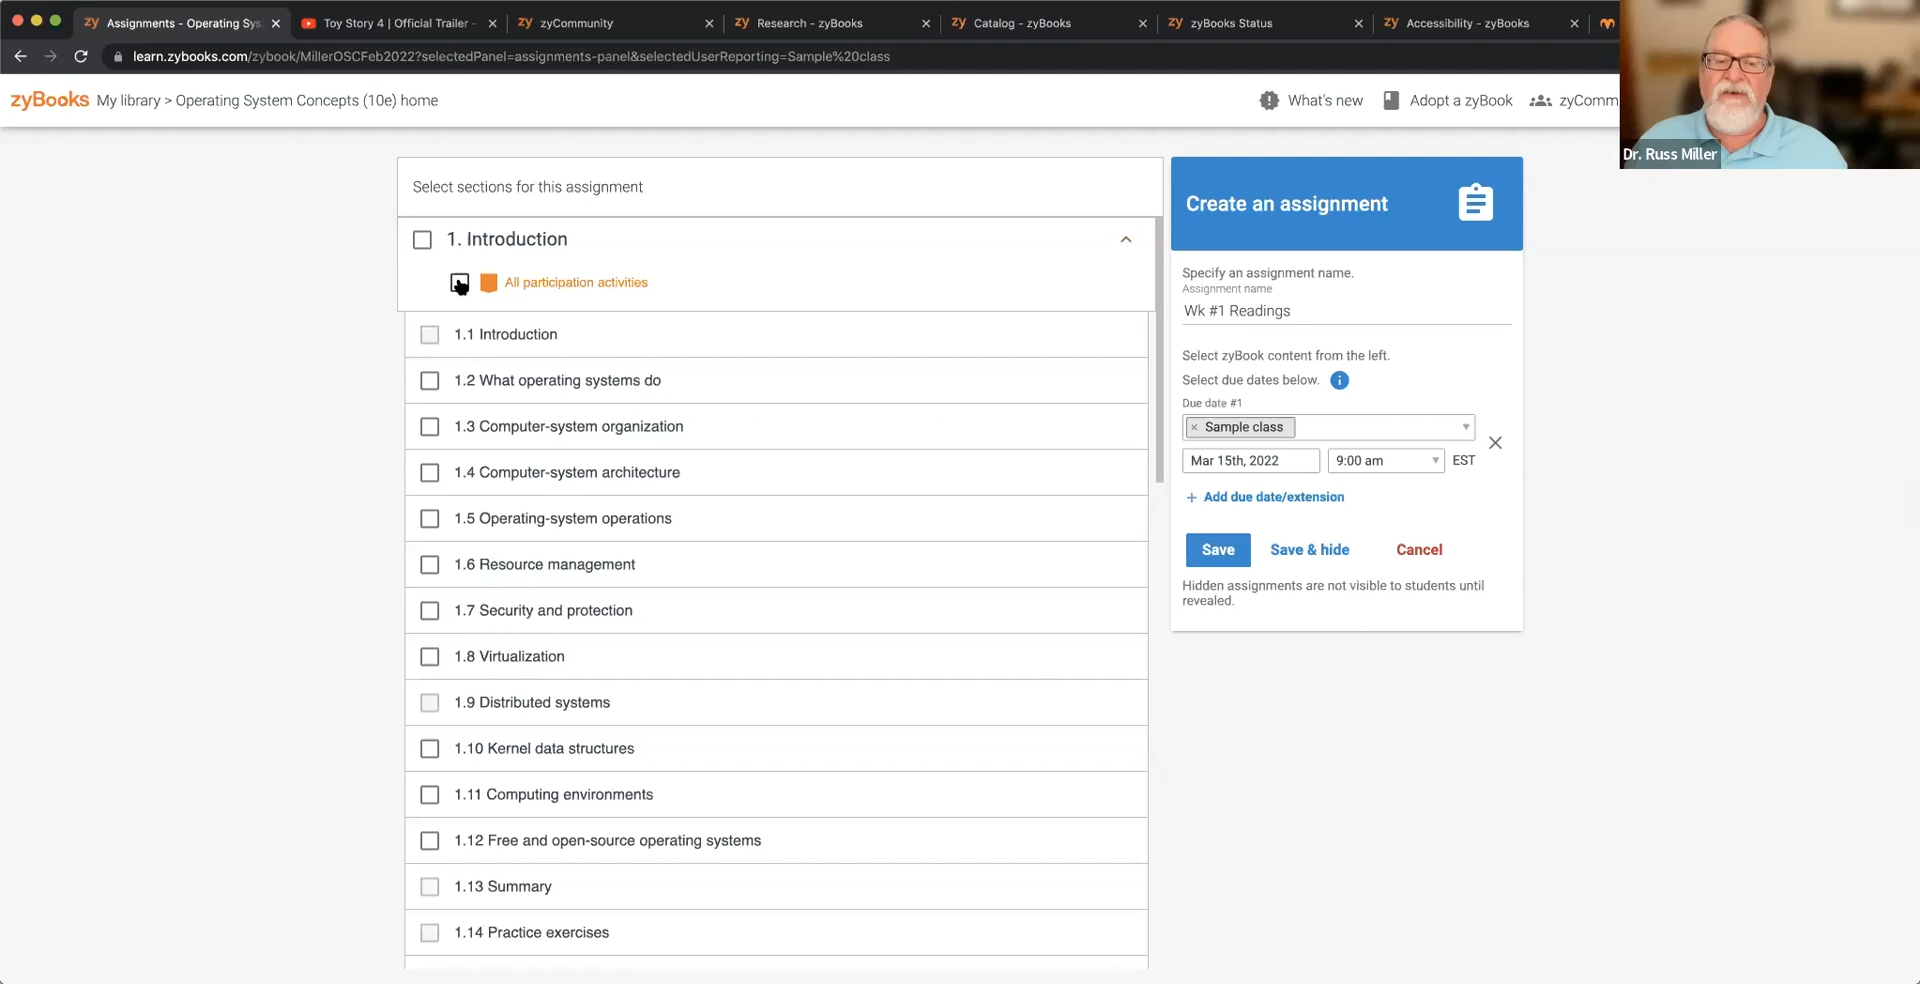 zy Assignments - Operating Sys
Toy Story 4 | Official Trailer -
zy zyCommunity
zy Research - zyBooks
zy Catalog - zyBooks
zy zyBooks Status
zy Accessibility - zyBooks
learn.zybooks.com/zybook/MillerOSCFeb2022?selectedPanel=assignments-panel&selectedUserReporting=Sample%20class
zyBooks My library > Operating System Concepts (10e) home
What's new
Adopt a zyBook
zyComm
Dr. Russ Miller
Select sections for this assignment
1. Introduction
All participation activities
1.1 Introduction
1.2 What operating systems do
1.3 Computer-system organization
1.4 Computer-system architecture
1.5 Operating-system operations
1.6 Resource management
1.7 Security and protection
1.8 Virtualization
1.9 Distributed systems
1.10 Kernel data structures
1.11 Computing environments
1.12 Free and open-source operating systems
1.13 Summary
1.14 Practice exercises
Create an assignment
Specify an assignment name.
Assignment name
Wk #1 Readings
Select zyBook content from the left.
Select due dates below.
Due date #1
× Sample class
Mar 15th, 2022
9:00 am
EST
+ Add due date/extension
Save
Save & hide
Cancel
Hidden assignments are not visible to students until
revealed.